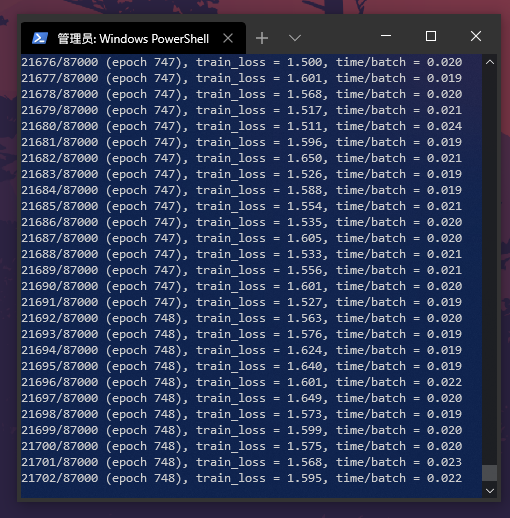 管理员: Windows PowerShell
21676/87000 (epoch 747), train_loss = 1.500, time/batch = 0.020
21677/87000 (epoch 747), train_loss = 1.601, time/batch = 0.019
21678/87000 (epoch 747), train_loss = 1.568, time/batch = 0.020
21679/87000 (epoch 747), train_loss = 1.517, time/batch = 0.021
21680/87000 (epoch 747), train_loss = 1.511, time/batch = 0.024
21681/87000 (epoch 747), train_loss = 1.596, time/batch = 0.019
21682/87000 (epoch 747), train_loss = 1.650, time/batch = 0.021
21683/87000 (epoch 747), train_loss = 1.526, time/batch = 0.019
21684/87000 (epoch 747), train_loss = 1.588, time/batch = 0.019
21685/87000 (epoch 747), train_loss = 1.554, time/batch = 0.021
21686/87000 (epoch 747), train_loss = 1.535, time/batch = 0.020
21687/87000 (epoch 747), train_loss = 1.605, time/batch = 0.020
21688/87000 (epoch 747), train_loss = 1.533, time/batch = 0.021
21689/87000 (epoch 747), train_loss = 1.556, time/batch = 0.021
21690/87000 (epoch 747), train_loss = 1.601, time/batch = 0.020
21691/87000 (epoch 747), train_loss = 1.527, time/batch = 0.019
21692/87000 (epoch 748), train_loss = 1.563, time/batch = 0.020
21693/87000 (epoch 748), train_loss = 1.576, time/batch = 0.019
21694/87000 (epoch 748), train_loss = 1.624, time/batch = 0.019
21695/87000 (epoch 748), train_loss = 1.640, time/batch = 0.019
21696/87000 (epoch 748), train_loss = 1.601, time/batch = 0.022
21697/87000 (epoch 748), train_loss = 1.649, time/batch = 0.020
21698/87000 (epoch 748), train_loss = 1.573, time/batch = 0.019
21699/87000 (epoch 748), train_loss = 1.599, time/batch = 0.020
21700/87000 (epoch 748), train_loss = 1.575, time/batch = 0.020
21701/87000 (epoch 748), train_loss = 1.568, time/batch = 0.023
21702/87000 (epoch 748), train_loss = 1.595, time/batch = 0.022